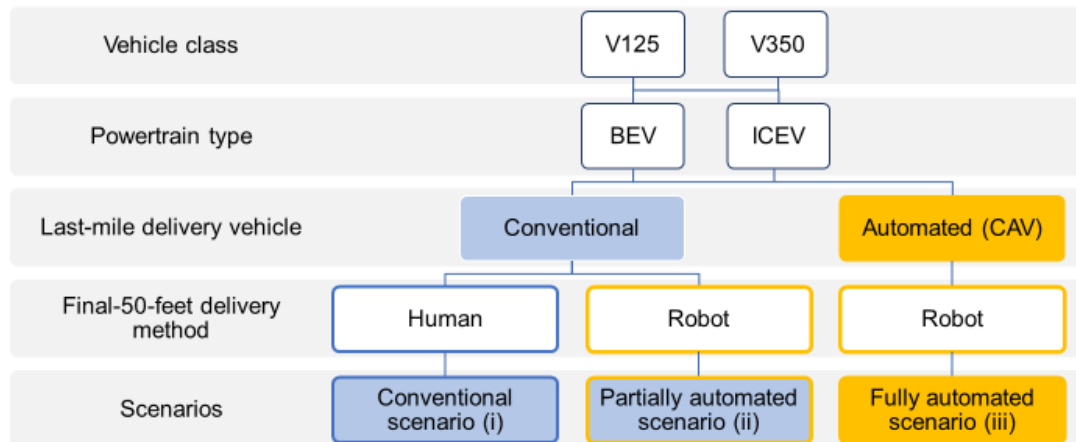 Vehicle class
V125
V350
Powertrain type
BEV
ICEV
Last-mile delivery vehicle
Conventional
Automated (CAV)
Final-50-feet delivery
method
Human
Robot
Robot
Scenarios
Conventional
scenario (i)
Partially automated
scenario (ii)
Fully automated
scenario (iii)